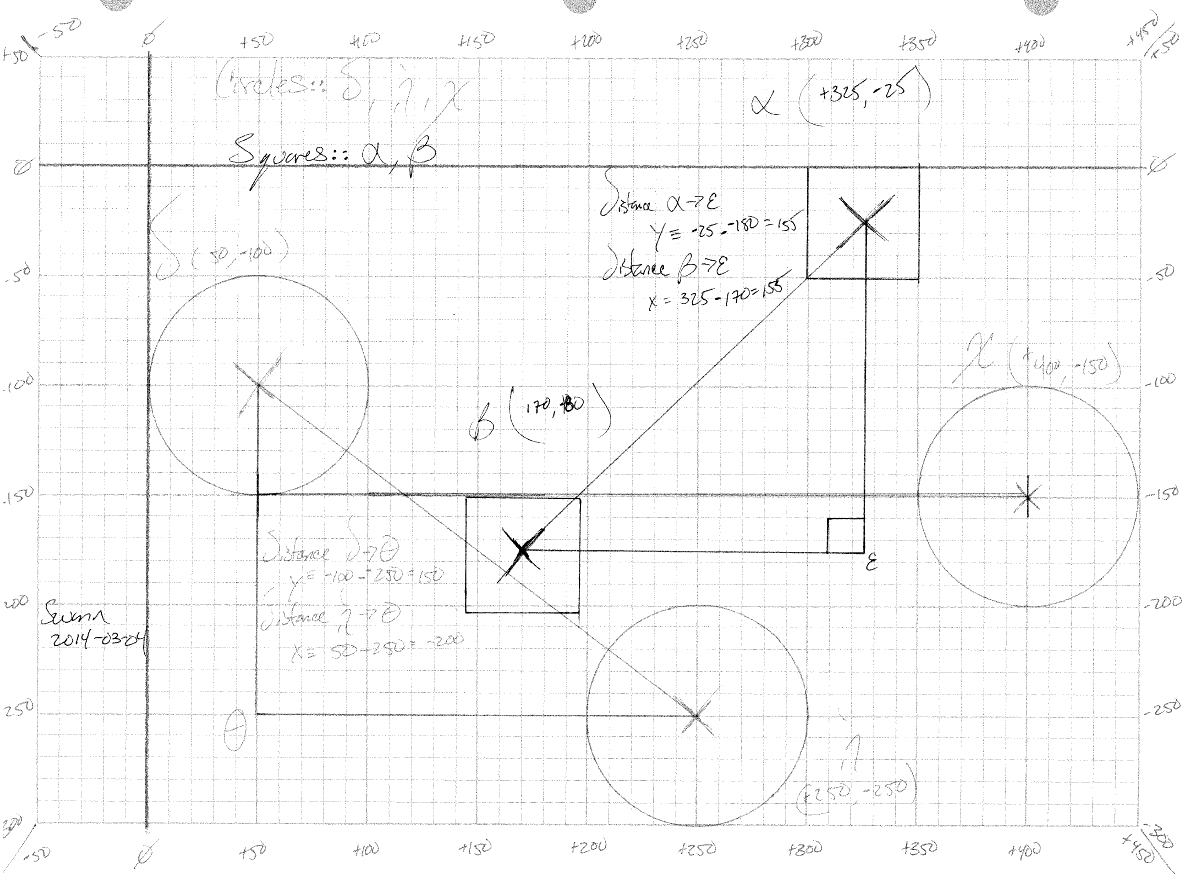 -50 Ø +50 +100 +150 +200 +250 +300 +350 +400 +450
+50 +50
Circles:: δ, λ, χ
α (+325, -25)
Squares:: α, β
Ø Ø
Distance α→ε
Y = -25 - -180 = 155
δ (50, -100)
Distance β→ε
X = 325 - 170 = 155
-50 -50
χ (+400, -150)
-100 -100
β (170, -180)
-150 -150
Distance δ→θ
Y = -100 - -250 = 150
ε
-200 -200
Distance λ→θ
X = 50 - 250 = -200
2014-03-04
250 -250
θ
λ
(+250, -250)
300 -300
-50 Ø +50 +100 +150 +200 +250 +300 +350 +400 +450